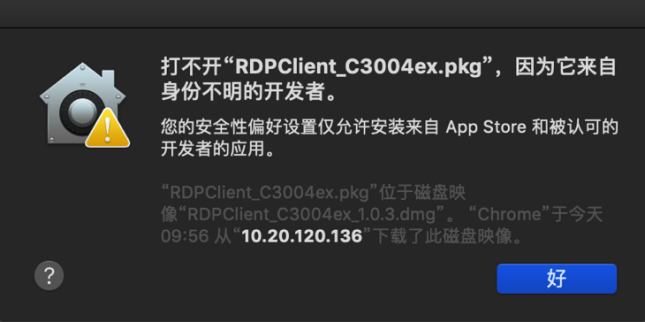 打不开“RDPClient_C3004ex.pkg”，因为它来自
身份不明的开发者。
您的安全性偏好设置仅允许安装来自 App Store 和被认可的
开发者的应用。
“RDPClient_C3004ex.pkg”位于磁盘映
像“RDPClient_C3004ex_1.0.3.dmg”。 “Chrome”于今天
09:56 从“10.20.120.136”下载了此磁盘映像。
?
好